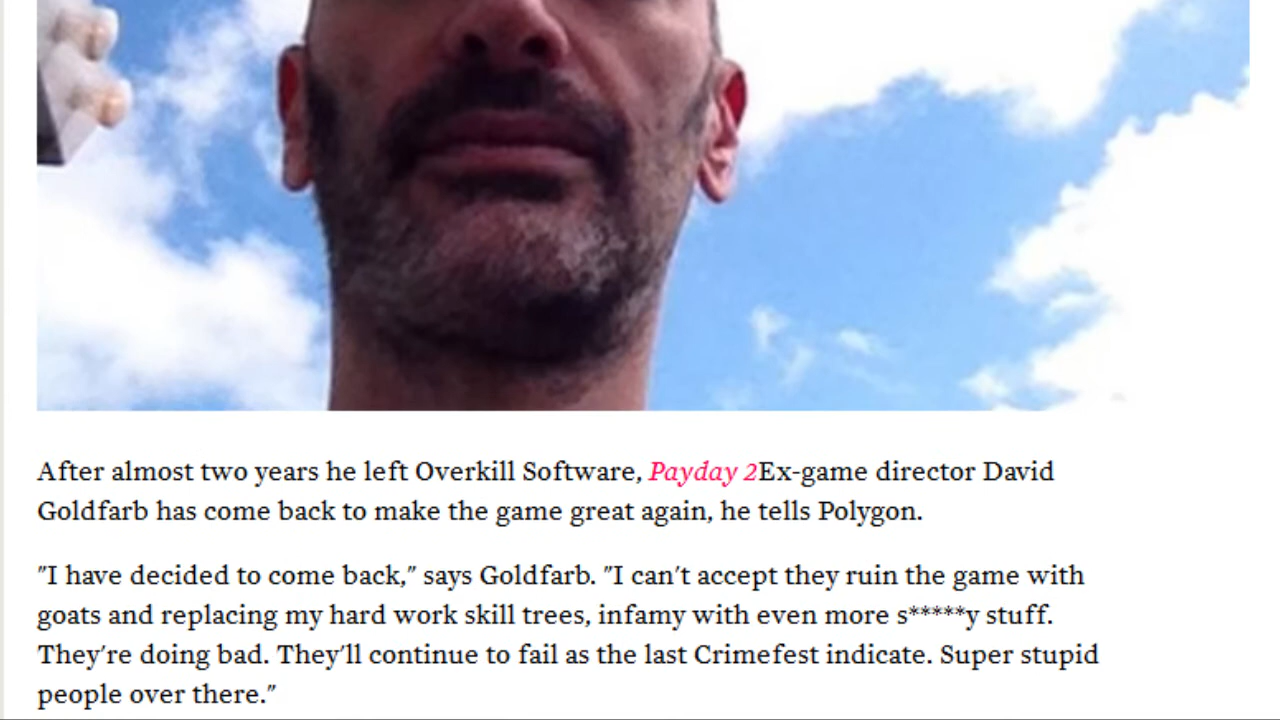 After almost two years he left Overkill Software, Payday 2Ex-game director David
Goldfarb has come back to make the game great again, he tells Polygon.
"I have decided to come back," says Goldfarb. "I can't accept they ruin the game with
goats and replacing my hard work skill trees, infamy with even more s*****y stuff.
They're doing bad. They'll continue to fail as the last Crimefest indicate. Super stupid
people over there."